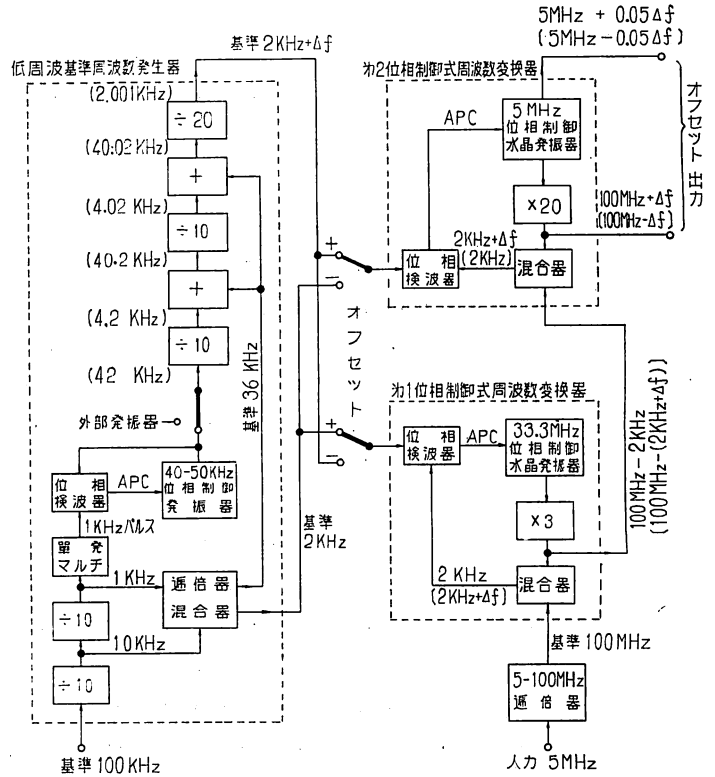 5MHz + 0.05Δf
(5MHz-0.05Δf)
基準2KHz+Δf
低周波基準周波数発生器
(2.001KHz)
÷20
(40.02 KHz)
+
(4.02 KHz)
÷10
(40.2 KHz)
+
(4.2 KHz)
÷10
(42 KHz)
外部発振器
基準36KHz
位相
検波器
APC
40-50KHz
位相制御
発振器
1KHzパルス
單発
マルチ
1KHz
逓倍器
混合器
÷10
10KHz
÷10
基準100KHz
基準
2KHz
+
-
オフセット
+
-
第2位相制御式周波数変換器
APC
5MHz
位相制御
水晶発振器
×20
2KHz+Δf
(2KHz)
位相
検波器
混合器
オフセット出力
100MHz+Δf
(100MHz-Δf)
100MHz-2KHz
(100MHz-(2KHz+Δf))
第1位相制御式周波数変換器
位相
検波器
APC
33.3MHz
位相制御
水晶発振器
×3
2KHz
(2KHz+Δf)
混合器
基準100MHz
5-100MHz
逓倍器
入力 5MHz